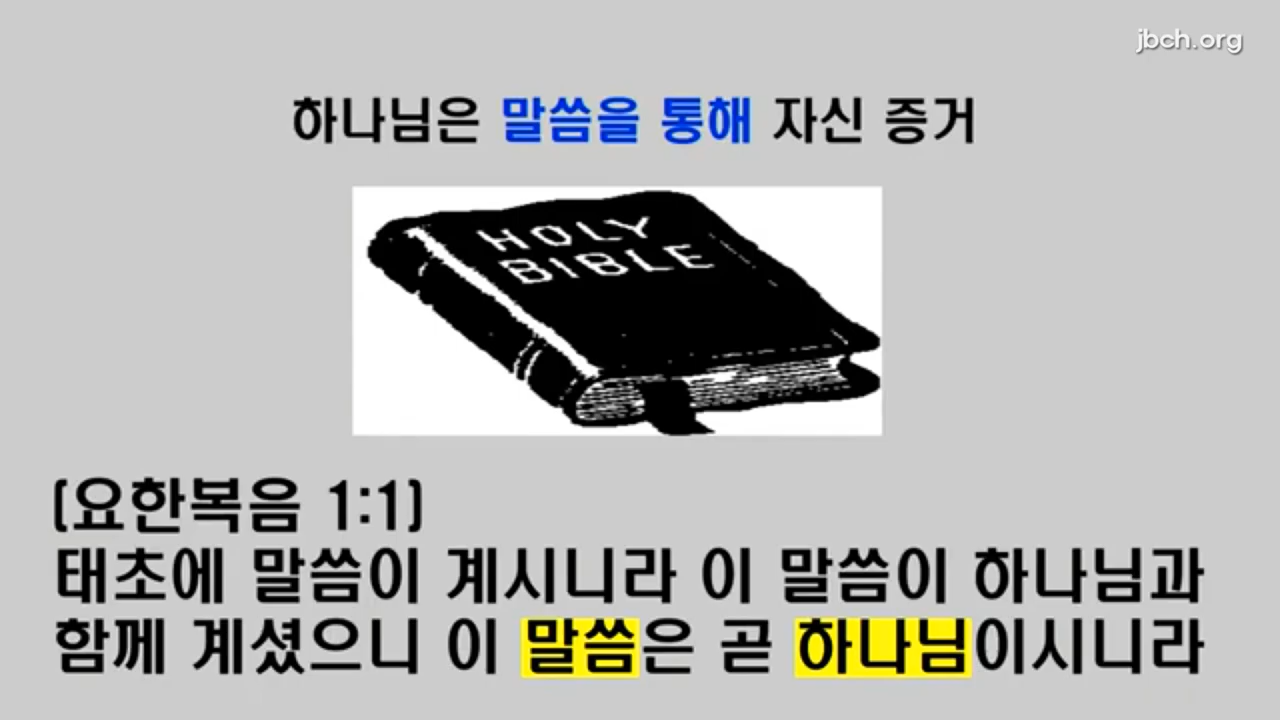 jbch.org
하나님은 말씀을 통해 자신 증거
HOLY
BIBLE
(요한복음 1:1)
태초에 말씀이 계시니라 이 말씀이 하나님과
함께 계셨으니 이 말씀은 곧 하나님이시니라